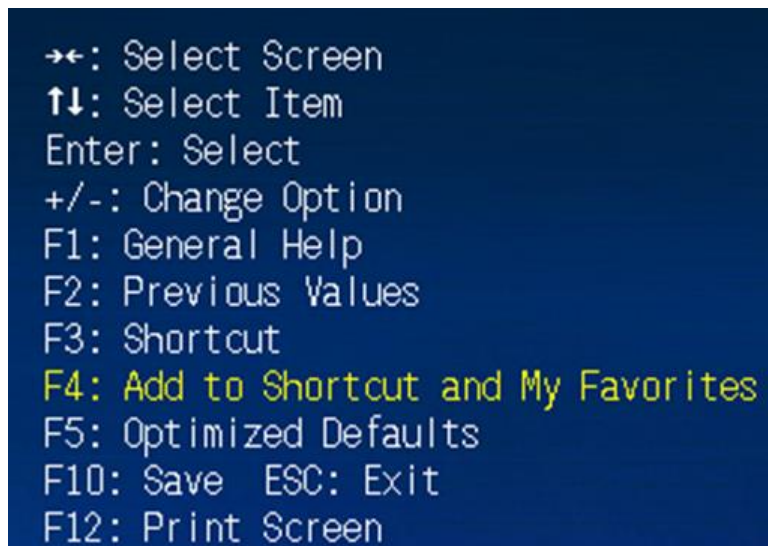 →←: Select Screen
↑↓: Select Item
Enter: Select
+/-: Change Option
F1: General Help
F2: Previous Values
F3: Shortcut
F4: Add to Shortcut and My Favorites
F5: Optimized Defaults
F10: Save  ESC: Exit
F12: Print Screen